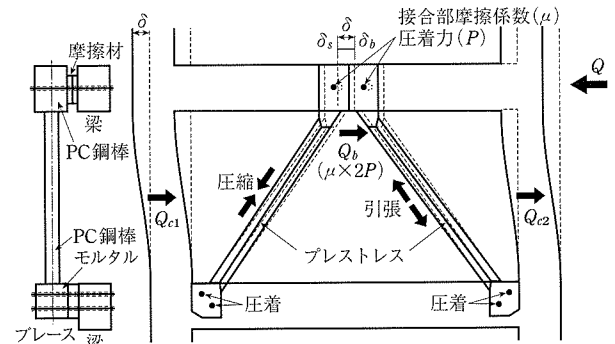 δ
摩擦材
梁
PC鋼棒
PC鋼棒
モルタル
ブレース
梁
δ
δs
δb
接合部摩擦係数(μ)
圧着力(P)
Q
Qb
(μ×2P)
圧縮
引張
Qc1
Qc2
プレストレス
圧着
圧着